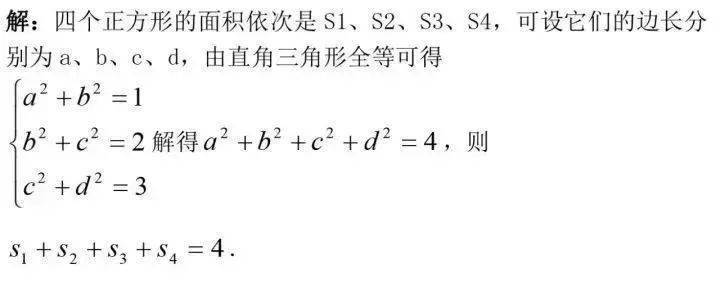 解：四个正方形的面积依次是 S1、S2、S3、S4，可设它们的边长分
别为 a、b、c、d，由直角三角形全等可得
a² + b² = 1
b² + c² = 2 解得 a² + b² + c² + d² = 4，则
c² + d² = 3
s₁ + s₂ + s₃ + s₄ = 4 .